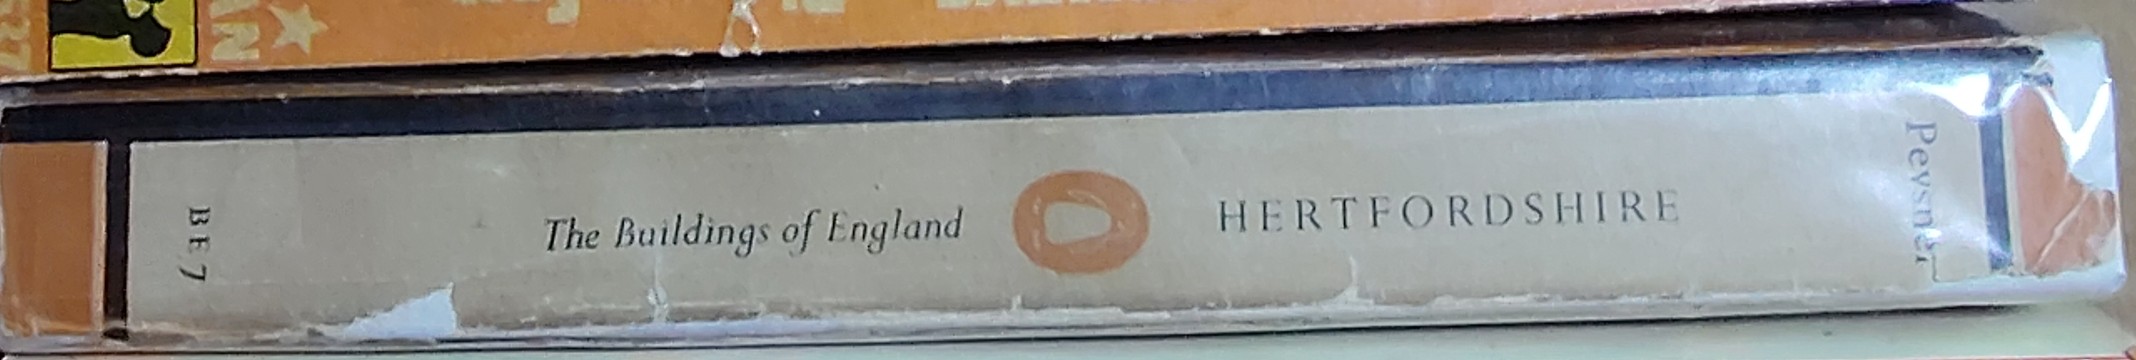 BE 7
The Buildings of England
HERTFORDSHIRE
Pevsner